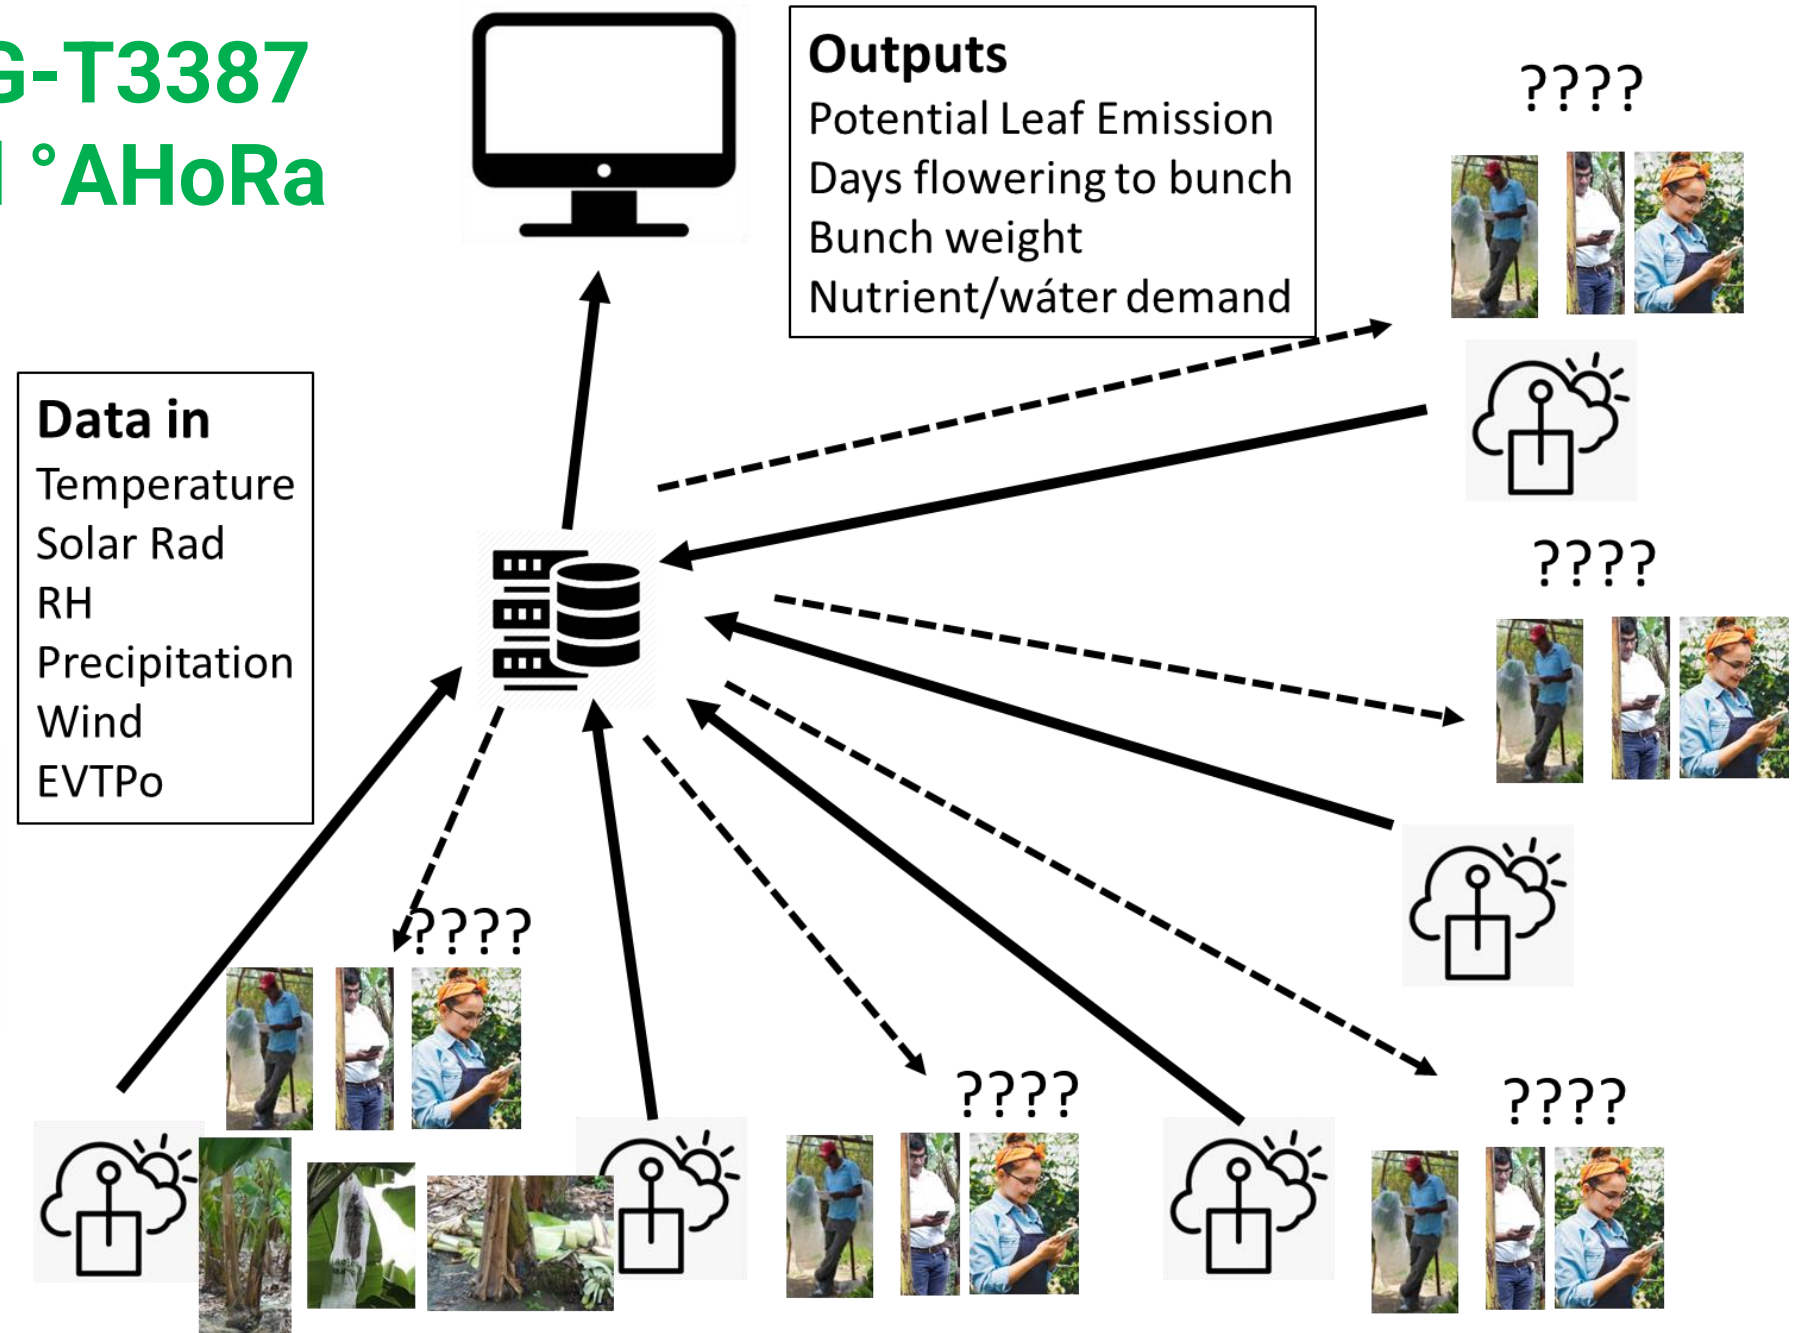 G-T3387
°AHoRa
Outputs
Potential Leaf Emission
Days flowering to bunch
Bunch weight
Nutrient/wáter demand
????
Data in
Temperature
Solar Rad
RH
Precipitation
Wind
EVTPo
????
????
????
????